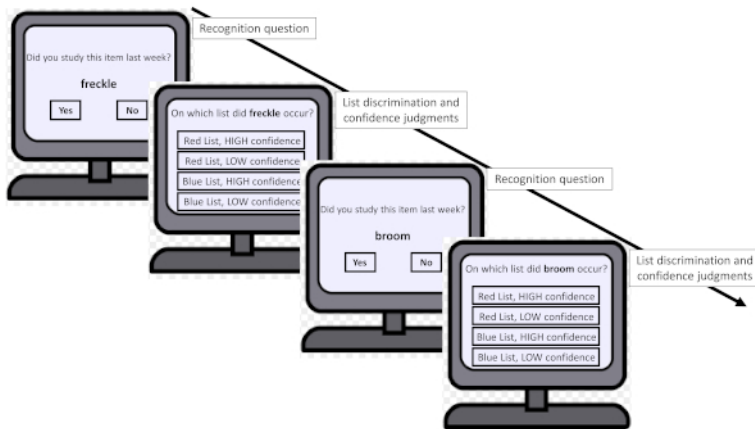 Recognition question
Did you study this item last week?
freckle
Yes No
List discrimination and
confidence judgments
On which list did freckle occur?
Red List, HIGH confidence
Red List, LOW confidence
Blue List, HIGH confidence
Blue List, LOW confidence
Recognition question
Did you study this item last week?
broom
Yes No
List discrimination and
confidence judgments
On which list did broom occur?
Red List, HIGH confidence
Red List, LOW confidence
Blue List, HIGH confidence
Blue List, LOW confidence